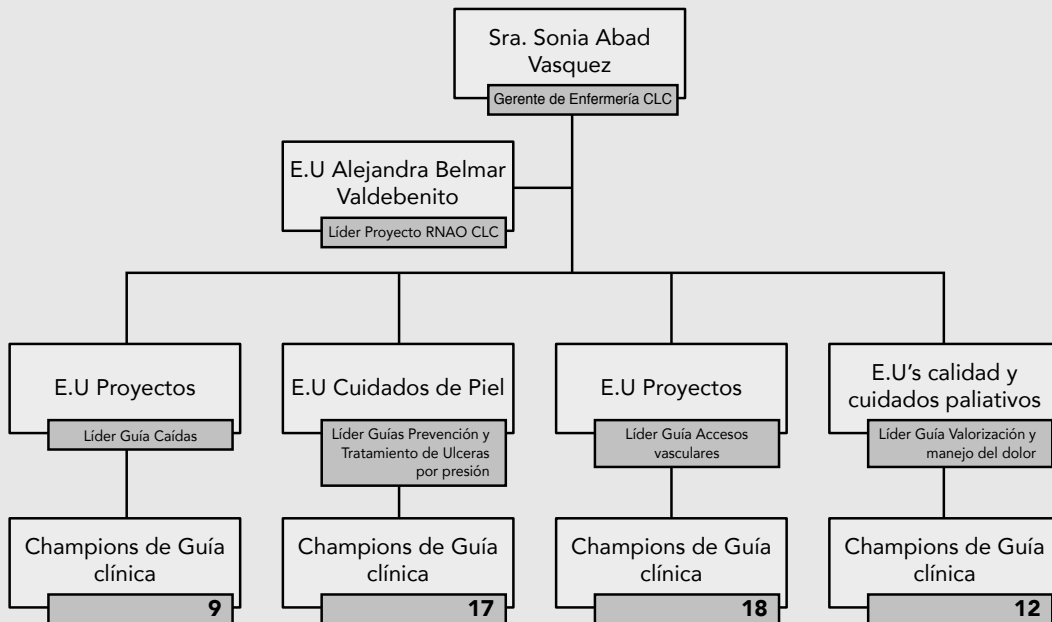 Sra. Sonia Abad
Vasquez
Gerente de Enfermería CLC
E.U Alejandra Belmar
Valdebenito
Líder Proyecto RNAO CLC
E.U Proyectos
Líder Guía Caídas
E.U Cuidados de Piel
Líder Guías Prevención y
Tratamiento de Ulceras
por presión
E.U Proyectos
Líder Guía Accesos
vasculares
E.U's calidad y
cuidados paliativos
Líder Guía Valorización y
manejo del dolor
Champions de Guía
clínica
9
Champions de Guía
clínica
17
Champions de Guía
clínica
18
Champions de Guía
clínica
12